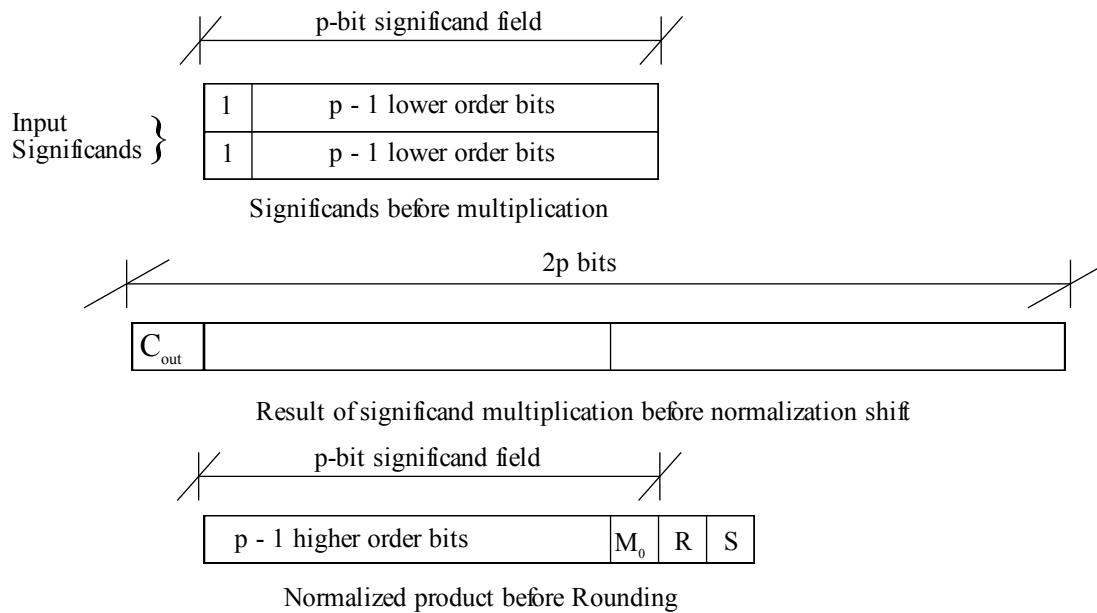 p-bit significand field
1 p - 1 lower order bits
Input
Significands }
1 p - 1 lower order bits
Significands before multiplication
2p bits
Cout
Result of significand multiplication before normalization shift
p-bit significand field
p - 1 higher order bits M0 R S
Normalized product before Rounding